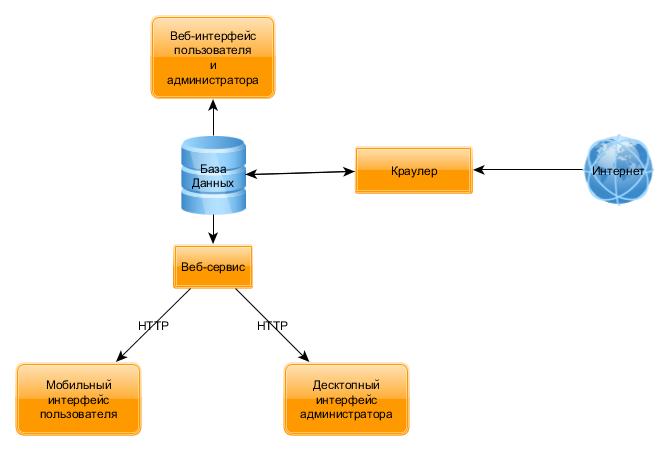 Веб-интерфейс
пользователя
и
администратора
База
Данных
Краулер
Интернет
Веб-сервис
HTTP
HTTP
Мобильный
интерфейс
пользователя
Десктопный
интерфейс
администратора